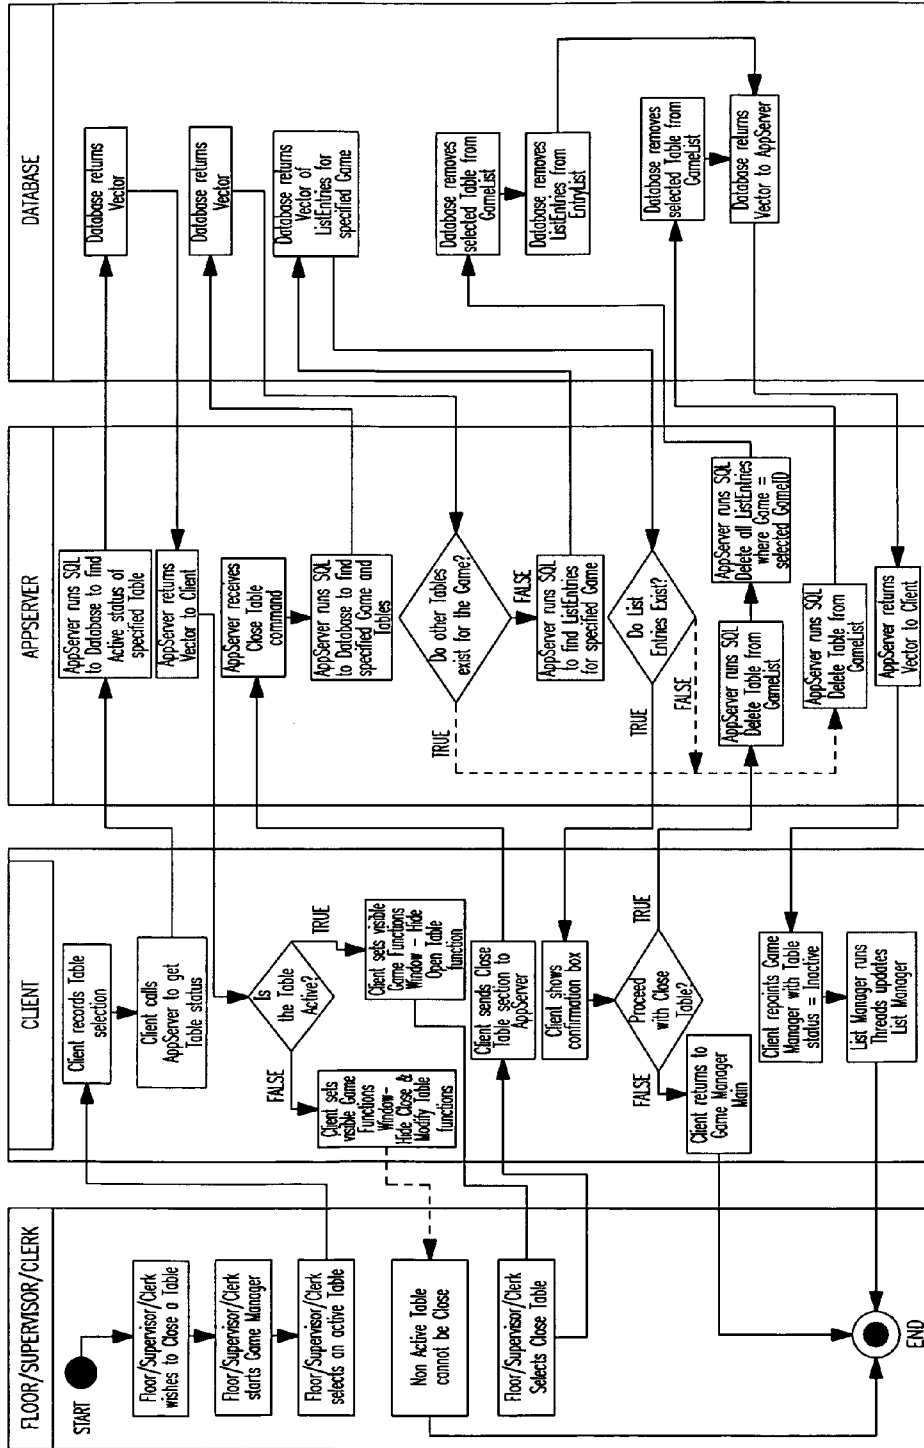 FLOOR/SUPERVISOR/CLERK
START
Floor/Supervisor/Clerk
wishes to Close a Table
Floor/Supervisor/Clerk
starts Game Manager
Floor/Supervisor/Clerk
selects an active Table
Non Active Table
cannot be Close
Floor/Supervisor/Clerk
Selects Close Table
END
CLIENT
Client records Table
selection
Client calls
AppServer to get
Table status
Is
the Table
Active?
TRUE
FALSE
Client sets visible
Game Functions
Window - Hide
Open Table
function
Client sets
visible Game
Functions
Window-
Hide Close &
Modify Table
functions
Client sends Close
Table section to
AppServer
Client shows
confirmation box
Proceed
with Close
Table?
TRUE
FALSE
Client returns to
Game Manager
Main
Client repaints Game
Manager with Table
status = Inactive
List Manager runs
Threads updates
List Manager
APPSERVER
AppServer runs SQL
to Database to find
Active status of
specified Table
AppServer returns
Vector to Client
AppServer receives
Close Table
command
AppServer runs SQL
to Database to find
specified Game and
Tables
Do other Tables
exist for the Game?
TRUE
FALSE
AppServer runs SQL
to find ListEntries
for specified Game
Do List
Entries Exist?
TRUE
FALSE
AppServer runs SQL
Delete Table from
GameList
AppServer runs SQL
Delete all ListEntries
where Game =
selected GameID
AppServer runs SQL
Delete Table from
GameList
AppServer returns
Vector to Client
DATABASE
Database returns
Vector
Database returns
Vector
Database returns
Vector of
ListEntries for
specified Game
Database removes
selected Table from
GameList
Database removes
ListEntries from
EntryList
Database removes
selected Table from
GameList
Database returns
Vector to AppServer